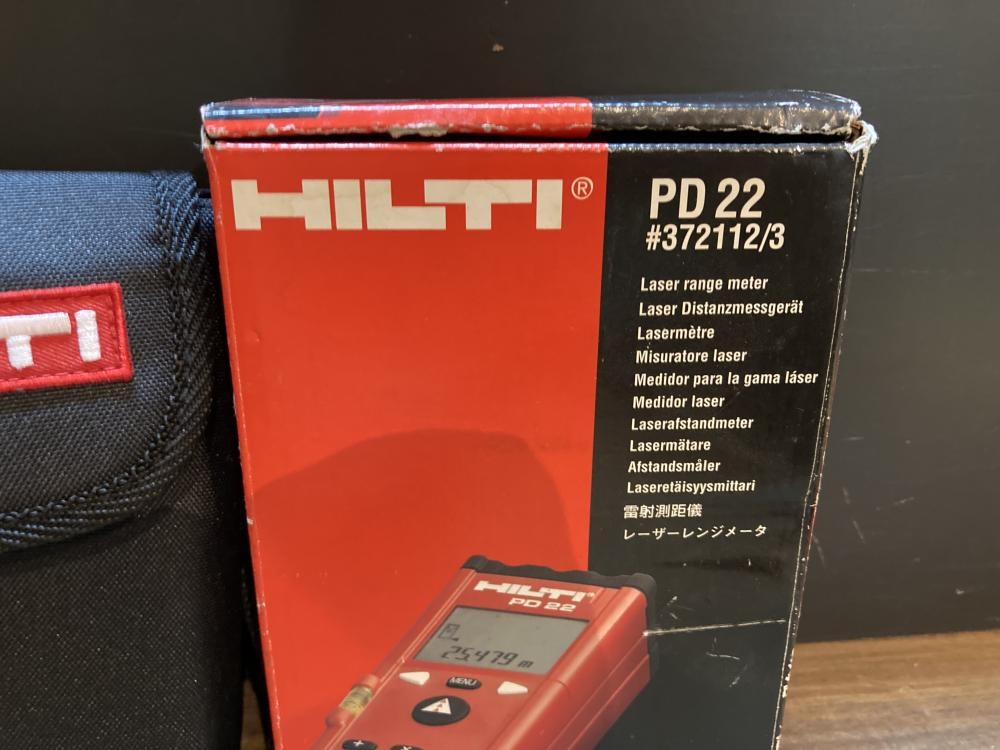 HILTI®
PD 22
#372112/3
Laser range meter
Laser Distanzmessgerät
Lasermètre
Misuratore laser
Medidor para la gama láser
Medidor laser
Laserafstandmeter
Lasermätare
Afstandsmåler
Laseretäisyysmittari
雷射測距儀
レーザーレンジメータ
LTI
HILTI
PD 22
25.479 m
MENU